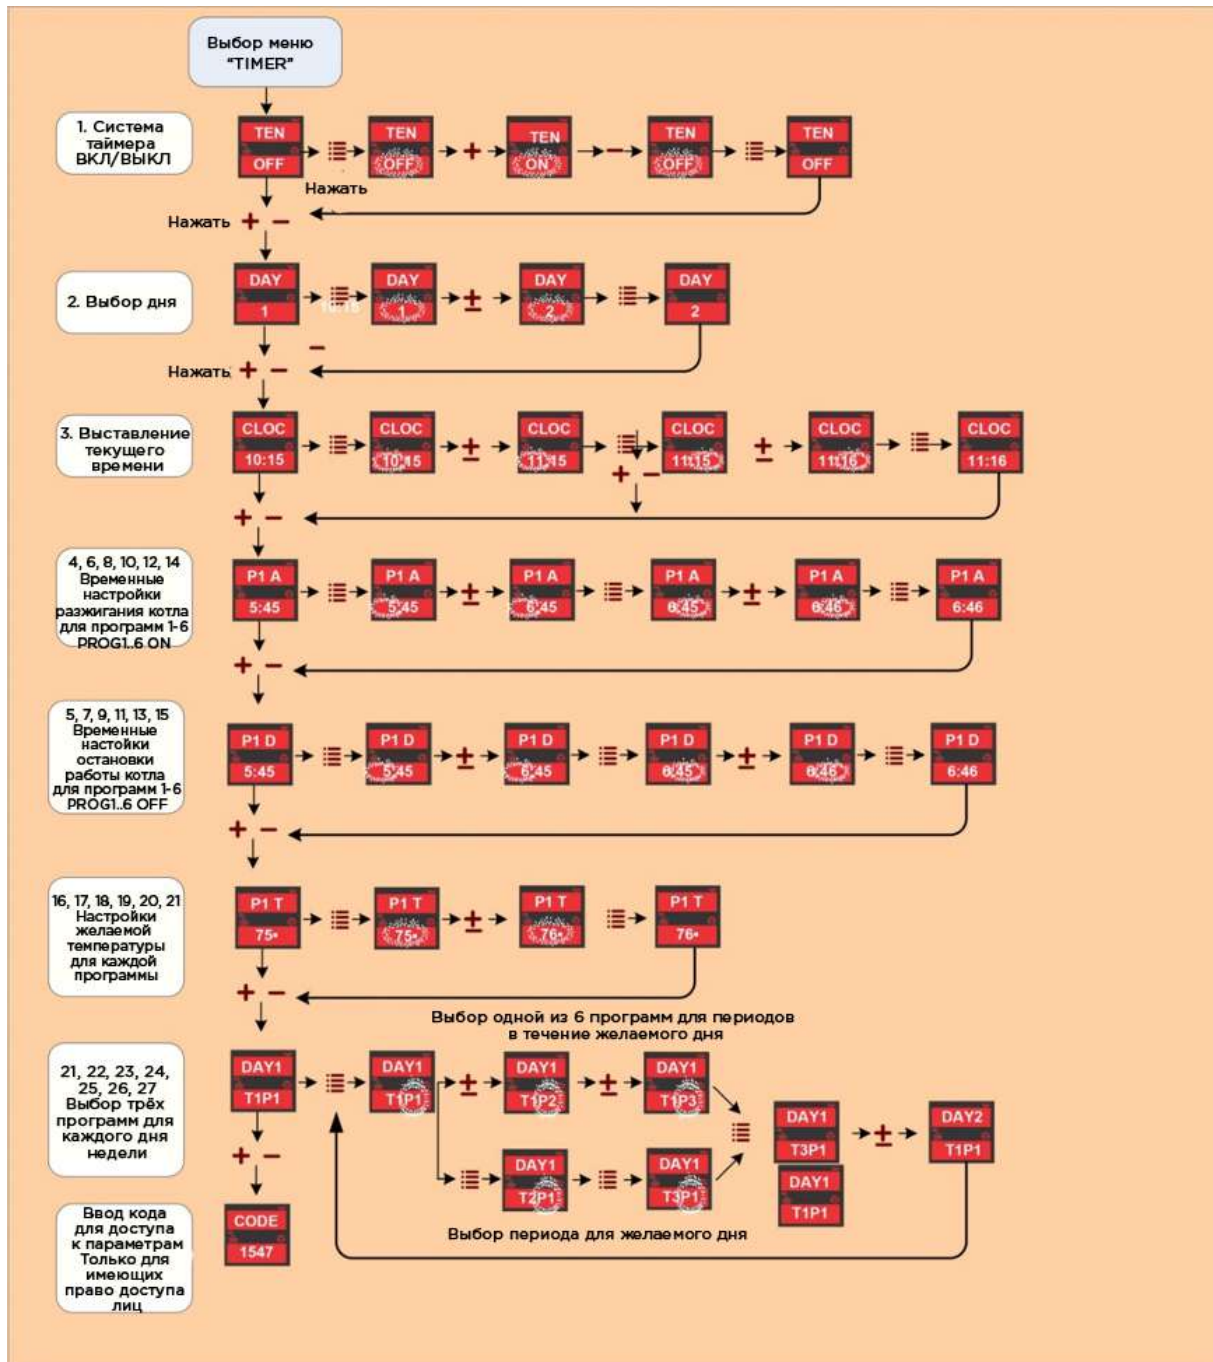 Выбор меню
“TIMER”
1. Система
таймера
ВКЛ/ВЫКЛ
TEN
OFF
TEN
OFF
+
TEN
ON
−
TEN
OFF
TEN
OFF
Нажать
Нажать + −
2. Выбор дня
DAY
1
10:15
DAY
1
±
DAY
2
DAY
2
−
Нажать + −
3. Выставление
текущего
времени
CLOC
10:15
CLOC
10:15
±
CLOC
11:15
CLOC
11:15
±
CLOC
11:16
CLOC
11:16
+ −
+ −
4, 6, 8, 10, 12, 14
Временные
настройки
разжигания котла
для программ 1-6
PROG1..6 ON
P1 A
5:45
P1 A
5:45
±
P1 A
6:45
P1 A
6:45
±
P1 A
6:46
P1 A
6:46
+ −
5, 7, 9, 11, 13, 15
Временные
настойки
остановки
работы котла
для программ 1-6
PROG1..6 OFF
P1 D
5:45
P1 D
5:45
±
P1 D
6:45
P1 D
6:45
±
P1 D
6:46
P1 D
6:46
+ −
16, 17, 18, 19, 20, 21
Настройки
желаемой
температуры
для каждой
программы
P1 T
75•
P1 T
75•
±
P1 T
76•
P1 T
76•
+ −
Выбор одной из 6 программ для периодов
в течение желаемого дня
21, 22, 23, 24,
25, 26, 27
Выбор трёх
программ для
каждого дня
недели
DAY1
T1P1
DAY1
T1P1
±
DAY1
T1P2
±
DAY1
T1P3
DAY1
T2P1
DAY1
T3P1
DAY1
T3P1
±
DAY2
T1P1
DAY1
T1P1
+ −
Выбор периода для желаемого дня
Ввод кода
для доступа
к параметрам
Только для
имеющих
право доступа
лиц
CODE
1547